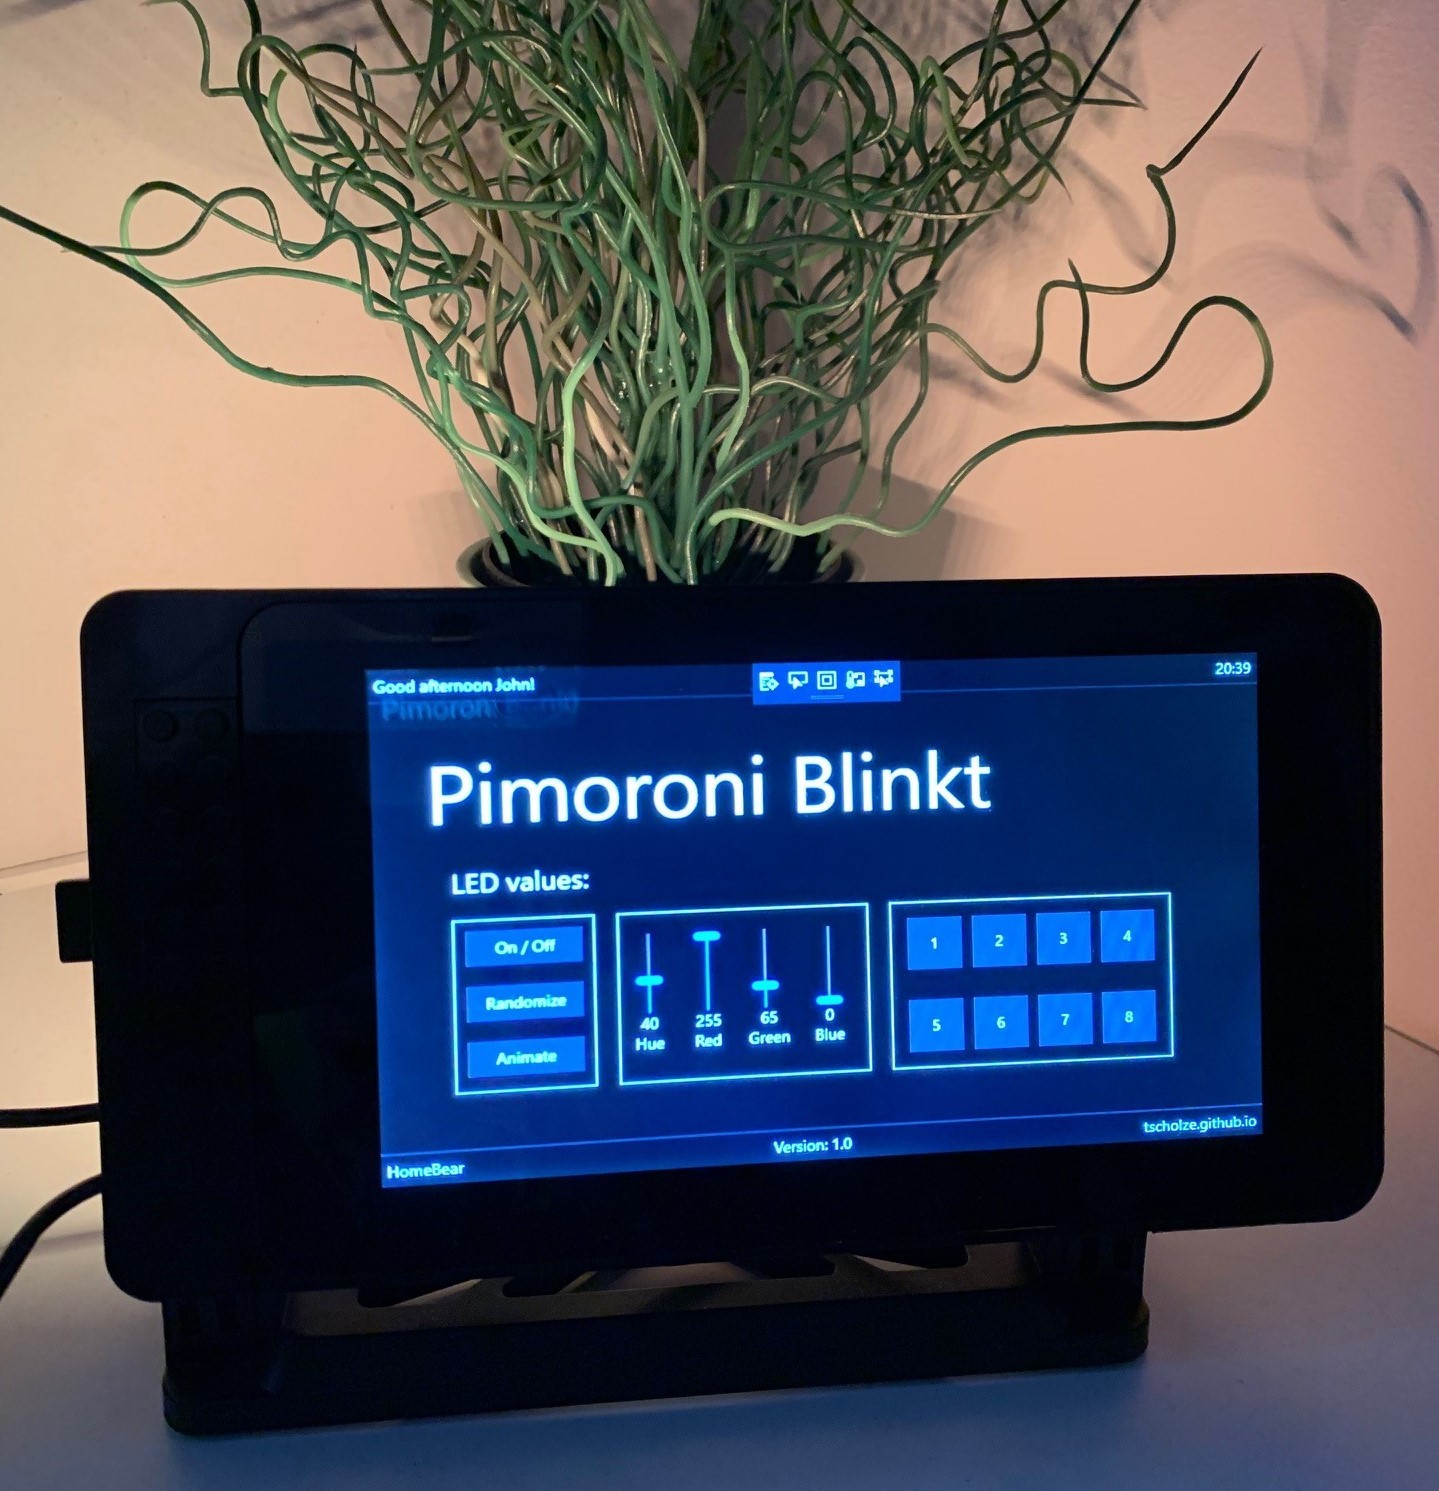 Good afternoon John!
20:39
Pimoroni Blinkt
LED values:
On / Off
Randomize
Animate
40
Hue
255
Red
65
Green
0
Blue
1 2 3 4
5 6 7 8
HomeBear
Version: 1.0
tscholze.github.io